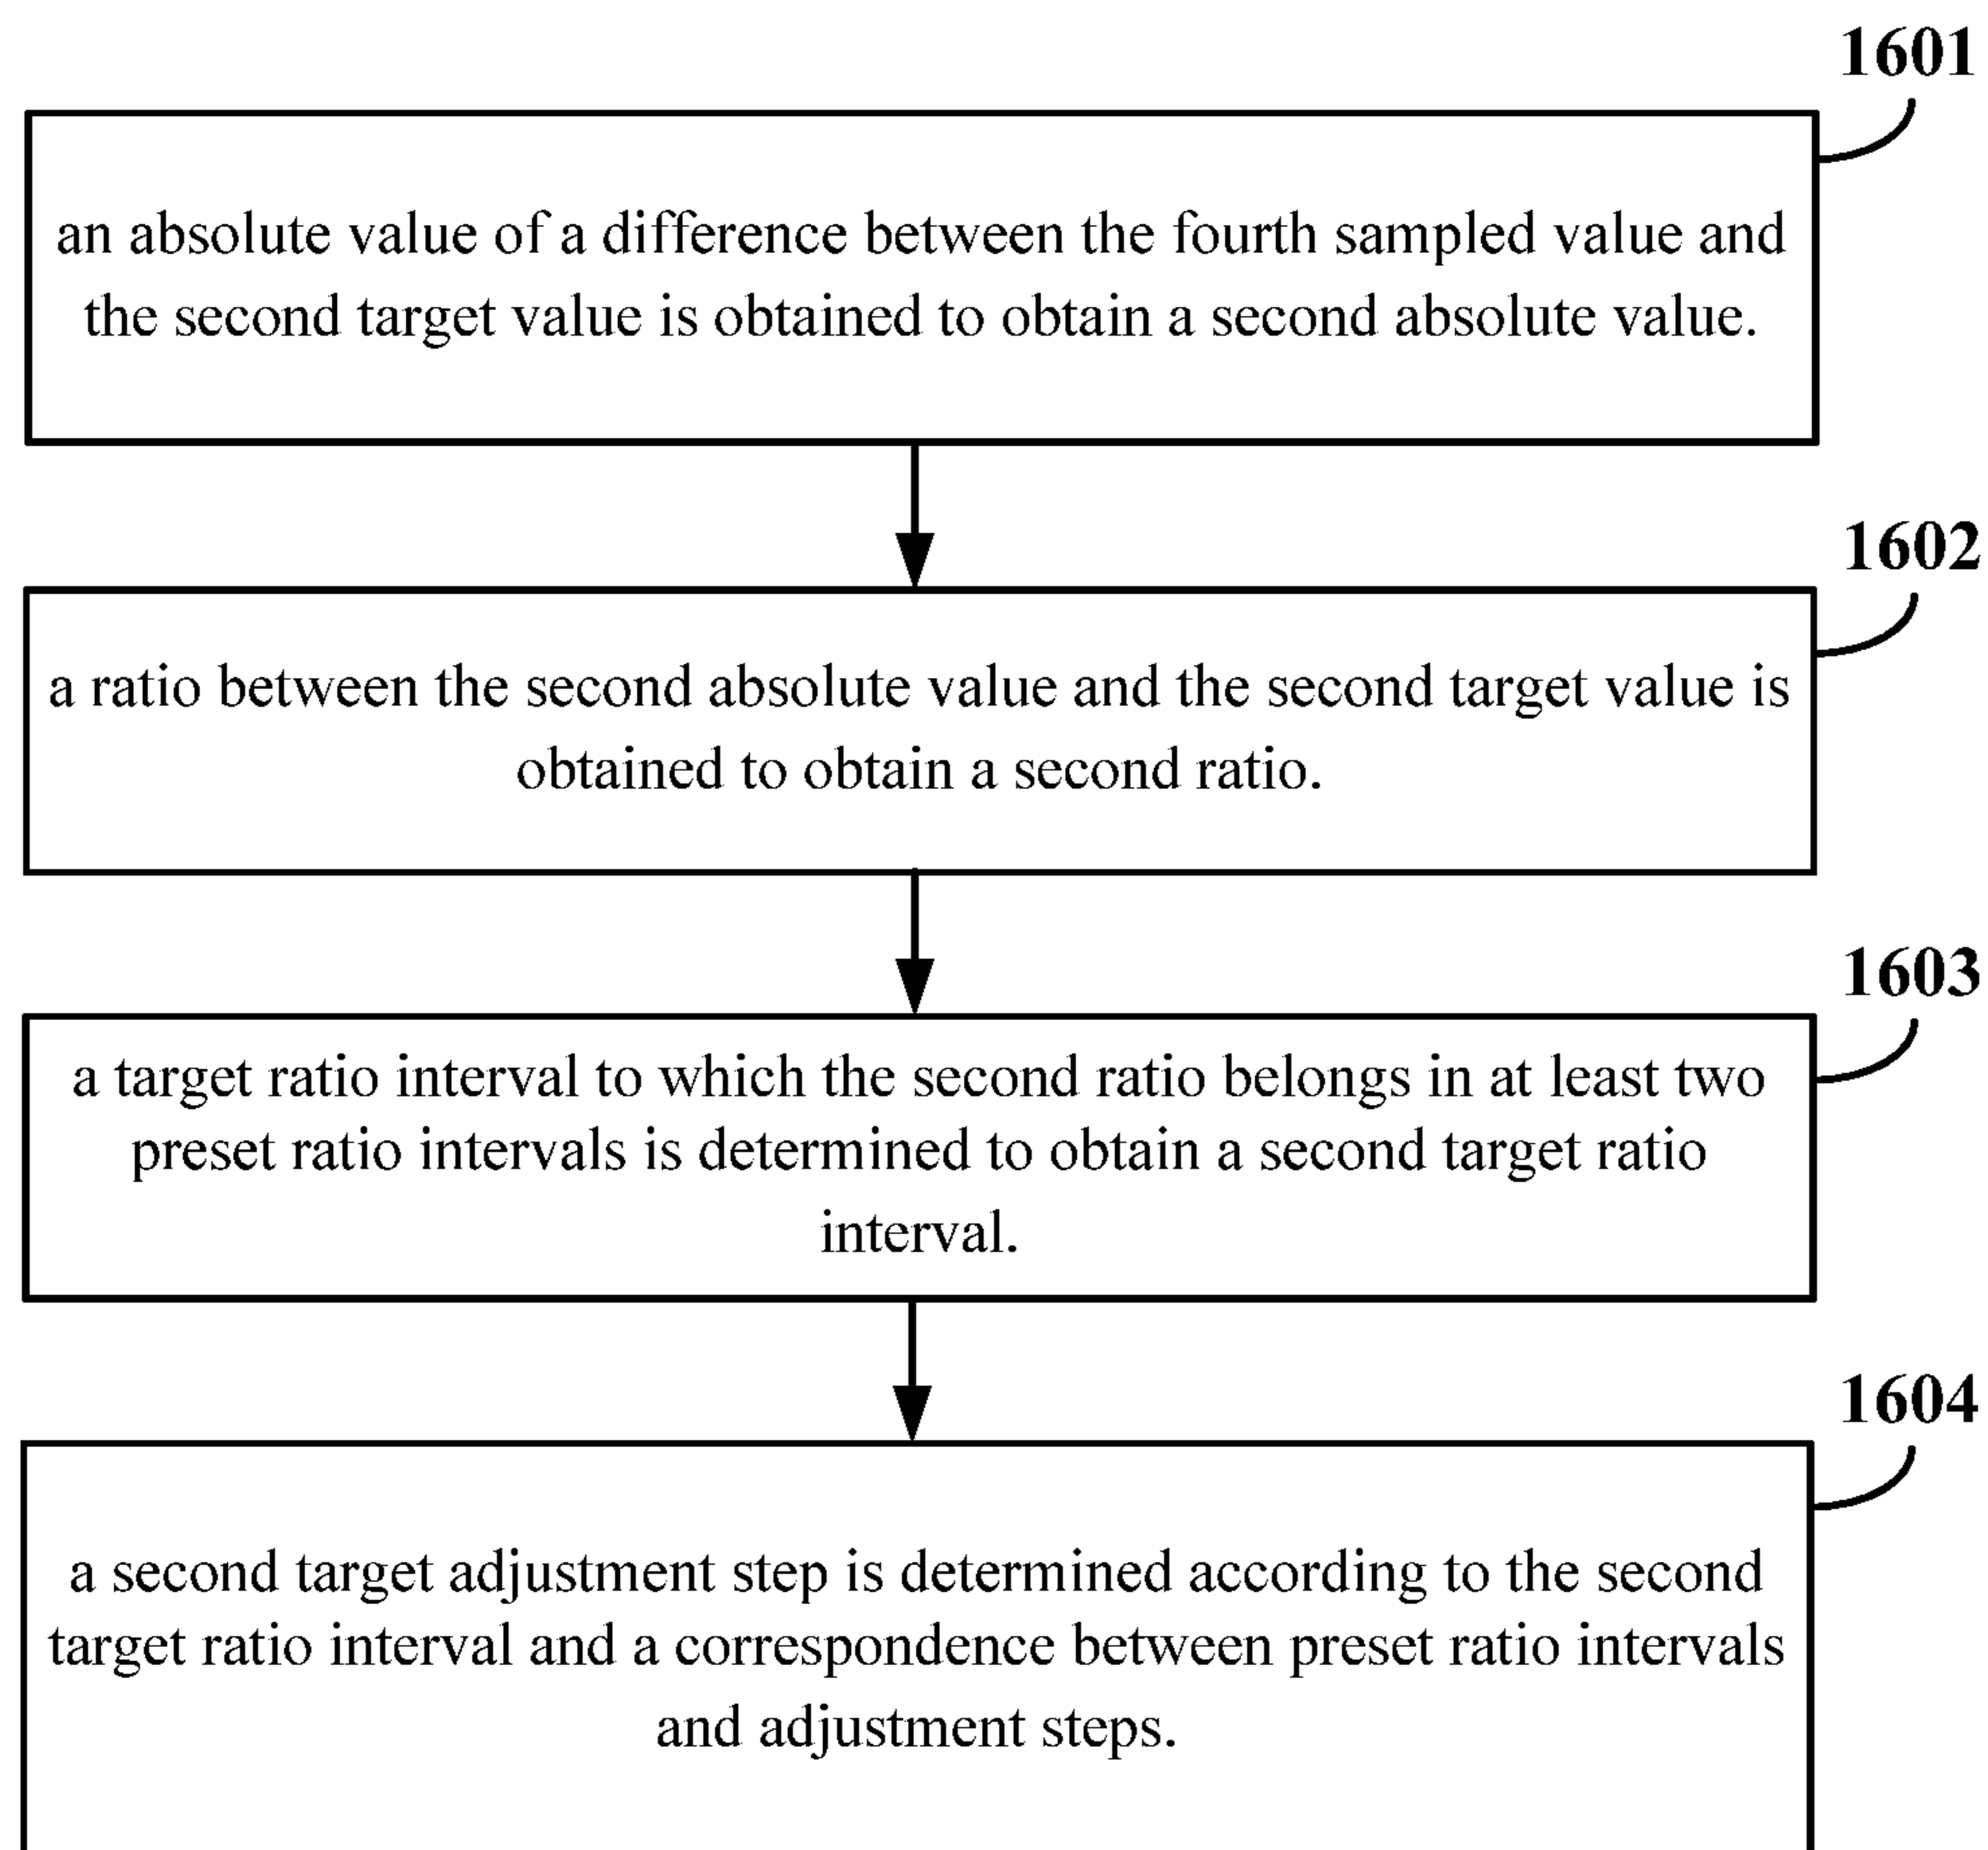 1601
an absolute value of a difference between the fourth sampled value and
the second target value is obtained to obtain a second absolute value.
1602
a ratio between the second absolute value and the second target value is
obtained to obtain a second ratio.
1603
a target ratio interval to which the second ratio belongs in at least two
preset ratio intervals is determined to obtain a second target ratio
interval.
1604
a second target adjustment step is determined according to the second
target ratio interval and a correspondence between preset ratio intervals
and adjustment steps.